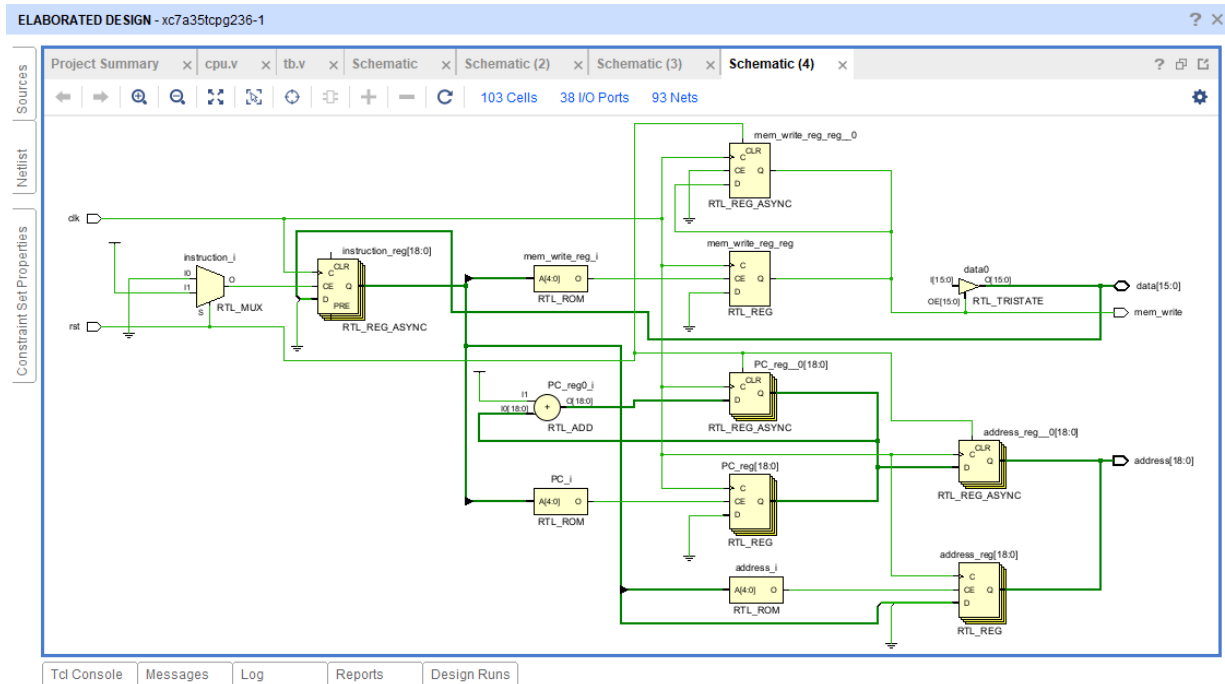 ELABORATED DESIGN - xc7a35tcpg236-1
? ×
Sources
Netlist
Constraint Set Properties
Project Summary × cpu.v × tb.v × Schematic × Schematic (2) × Schematic (3) × Schematic (4) ×
?
103 Cells 38 I/O Ports 93 Nets
mem_write_reg_reg__0
CLR
C
CE Q
D
RTL_REG_ASYNC
clk
instruction_i
I0 O
I1
S
RTL_MUX
rst
instruction_reg[18:0]
CLR
C
CE Q
D
PRE
RTL_REG_ASYNC
mem_write_reg_i
A[4:0] O
RTL_ROM
mem_write_reg_reg
C
CE Q
D
RTL_REG
data0
I[15:0] O[15:0]
OE[15:0] RTL_TRISTATE
data[15:0]
mem_write
PC_reg0_i
I1
I0[18:0] + O[18:0]
RTL_ADD
PC_reg__0[18:0]
CLR
C
D Q
RTL_REG_ASYNC
address_reg__0[18:0]
CLR
C
D Q
RTL_REG_ASYNC
address[18:0]
PC_i
A[4:0] O
RTL_ROM
PC_reg[18:0]
C
CE Q
D
RTL_REG
address_i
A[4:0] O
RTL_ROM
address_reg[18:0]
C
CE Q
D
RTL_REG
Tcl Console Messages Log Reports Design Runs